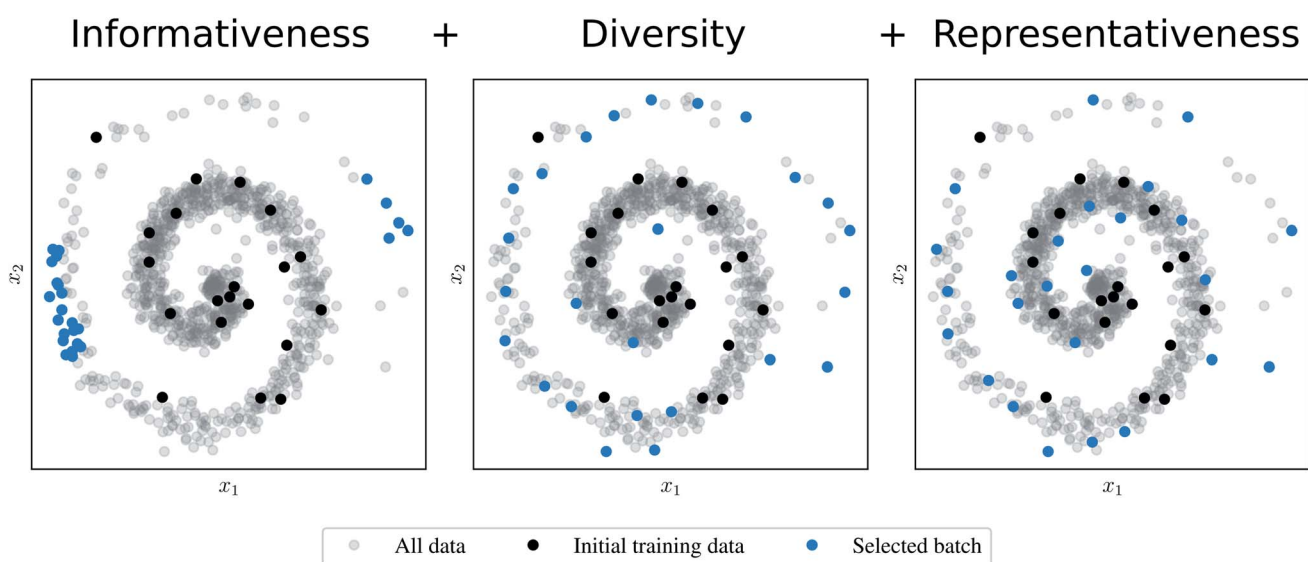 Informativeness + Diversity + Representativeness
x₂ x₂ x₂
x₁ x₁ x₁
All data Initial training data Selected batch